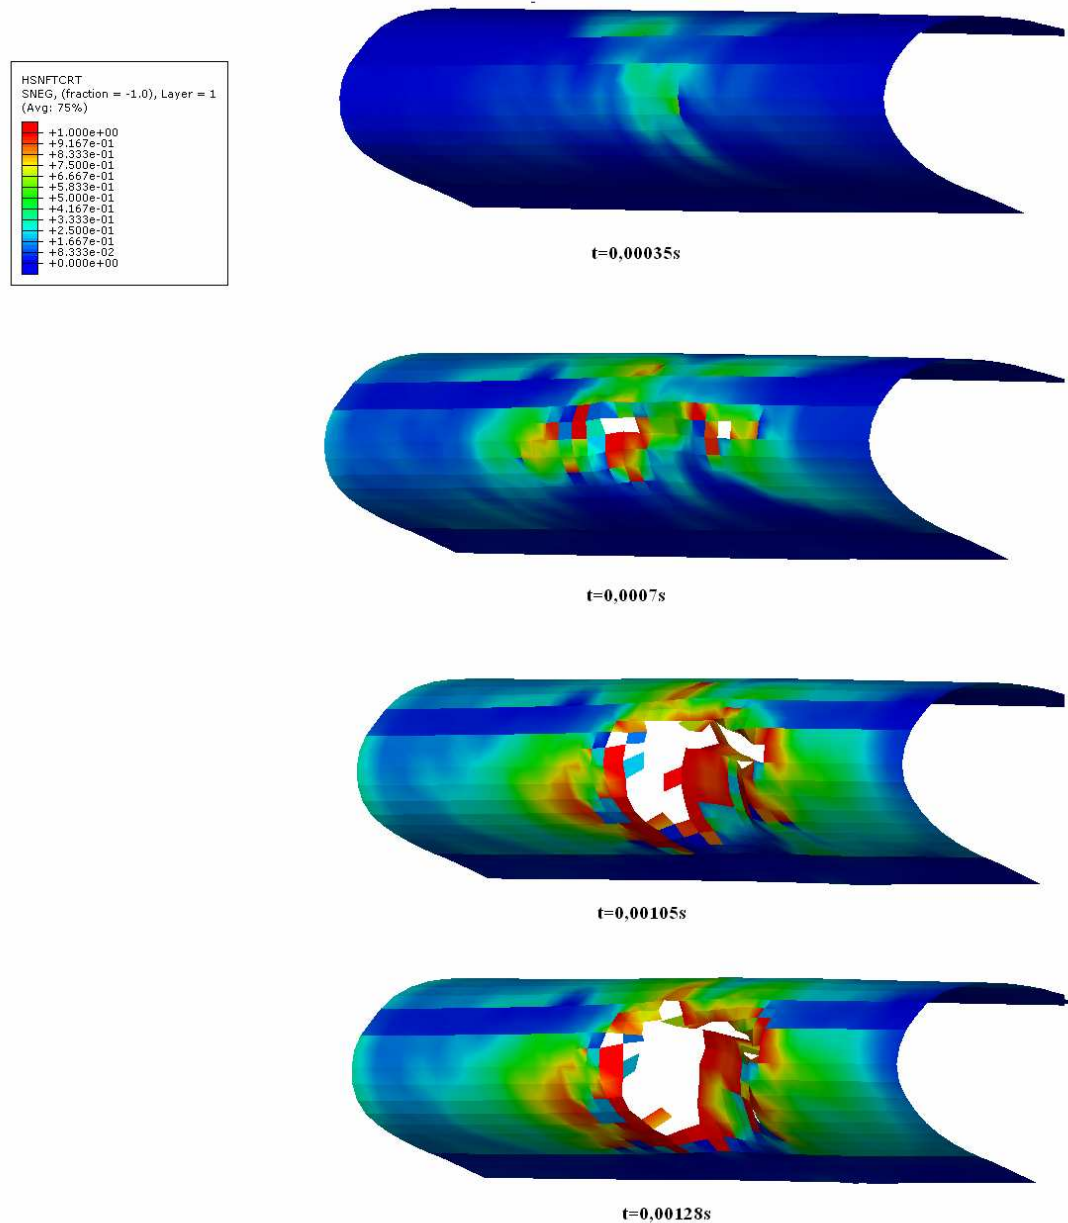 HSNFTCRT
SNEG, (fraction = -1.0), Layer = 1
(Avg: 75%)
+1.000e+00
+9.167e-01
+8.333e-01
+7.500e-01
+6.667e-01
+5.833e-01
+5.000e-01
+4.167e-01
+3.333e-01
+2.500e-01
+1.667e-01
+8.333e-02
+0.000e+00
t=0,00035s
t=0,0007s
t=0,00105s
t=0,00128s